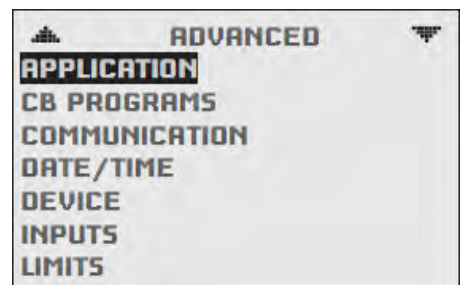 ADVANCED
APPLICATION
CB PROGRAMS
COMMUNICATION
DATE/TIME
DEVICE
INPUTS
LIMITS